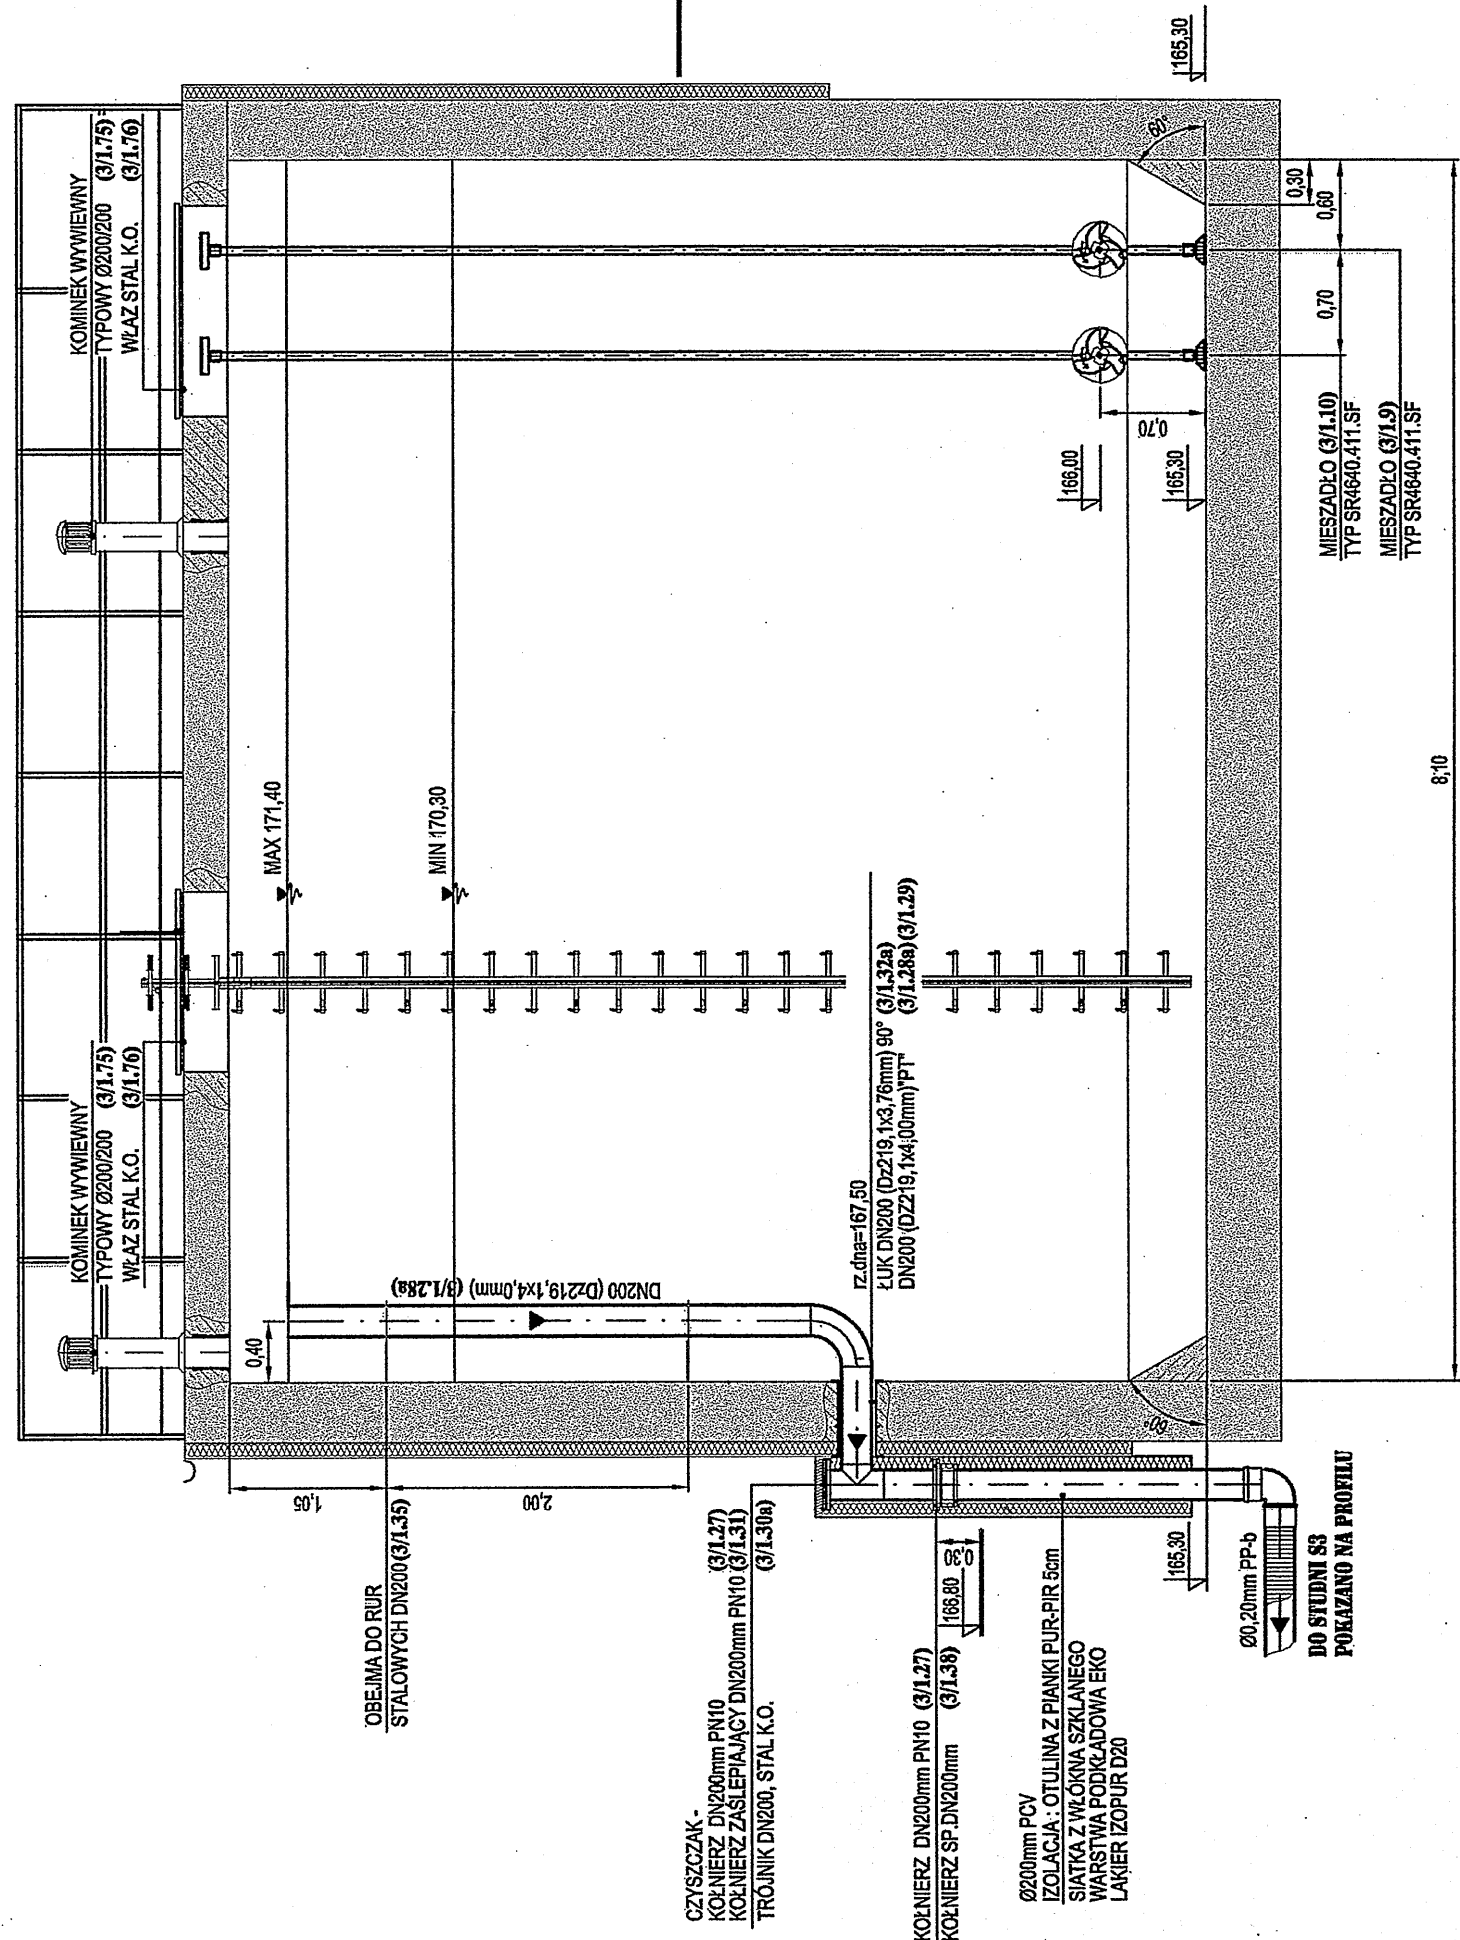 KOMINEK WYWIEWNY
TYPOWY Ø200/200 (3/1.75)
WŁAZ STAL K.O. (3/1.76)
KOMINEK WYWIEWNY
TYPOWY Ø200/200 (3/1.75)
WŁAZ STAL K.O. (3/1.76)
165,30
60°
0,30
0,60
0,70
8,10
MAX 171,40
MIN 170,30
166,00
0,70
165,30
MIESZADŁO (3/1.10)
TYP SR4640.411.SF
MIESZADŁO (3/1.9)
TYP SR4640.411.SF
rz.dna=167,50
ŁUK DN200 (Dz219,1x3,76mm) 90° (3/1.32a)
DN200 (DZ219,1x4,00mm)"PT" (3/1.28a)(3/1.29)
DN200 (Dz219,1x4,0mm) (3/1.28a)
0,40
60°
1,05
2,00
OBEJMA DO RUR
STALOWYCH DN200 (3/1.35)
CZYSZCZAK -
KOŁNIERZ DN200mm PN10 (3/1.27)
KOŁNIERZ ZAŚLEPIAJĄCY DN200mm PN10 (3/1.31)
TRÓJNIK DN200, STAL K.O. (3/1.30a)
KOŁNIERZ DN200mm PN10 (3/1.27)
KOŁNIERZ SP.DN200mm (3/1.38)
166,80
0,35
Ø200mm PCV
IZOLACJA: OTULINA Z PIANKI PUR-PIR 5cm
SIATKA Z WŁÓKNA SZKLANEGO
WARSTWA PODKŁADOWA EKO
LAKIER IZOPUR D20
165,30
Ø0,20mm PP-b
DO STUDNI S3
POKAZANO NA PROFILU